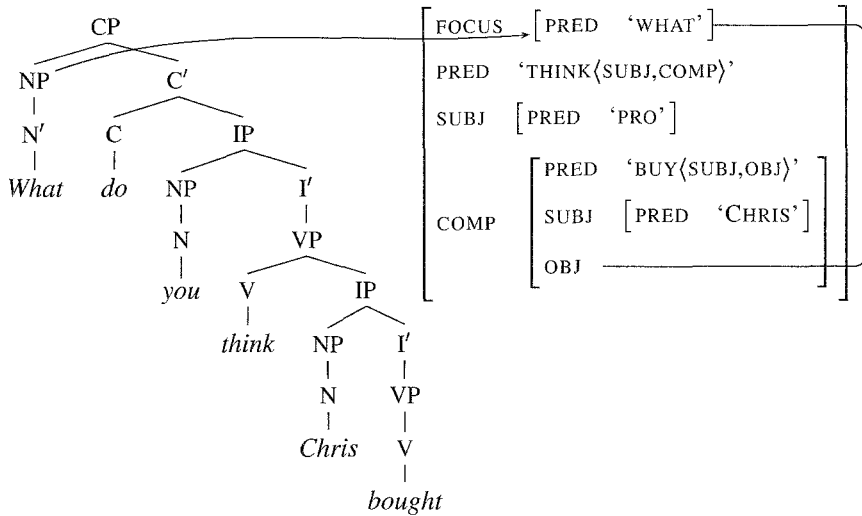 CP
NP C′
N′ C IP
What do NP I′
N VP
you V IP
think NP I′
N VP
Chris V
bought
FOCUS [PRED ‘WHAT’]
PRED ‘THINK⟨SUBJ,COMP⟩’
SUBJ [PRED ‘PRO’]
PRED ‘BUY⟨SUBJ,OBJ⟩’
COMP SUBJ [PRED ‘CHRIS’]
OBJ